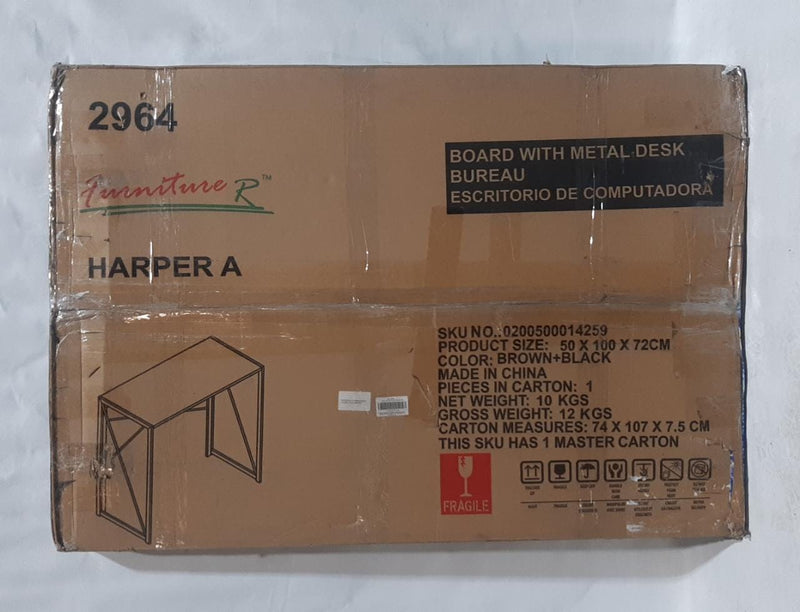 2964
Furniture R™
HARPER A
BOARD WITH METAL DESK
BUREAU
ESCRITORIO DE COMPUTADORA
SKU NO.:0200500014259
PRODUCT SIZE: 50 X 100 X 72CM
COLOR: BROWN+BLACK
MADE IN CHINA
PIECES IN CARTON: 1
NET WEIGHT: 10 KGS
GROSS WEIGHT: 12 KGS
CARTON MEASURES: 74 X 107 X 7.5 CM
THIS SKU HAS 1 MASTER CARTON
FRAGILE